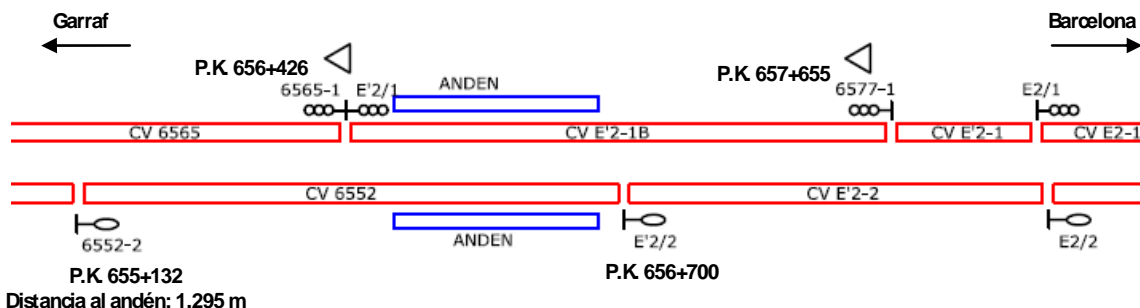 Garraf
Barcelona
P.K. 656+426
P.K. 657+655
6565-1
E'2/1
ANDEN
6577-1
E2/1
CV 6565
CV E'2-1B
CV E'2-1
CV E2-1
CV 6552
CV E'2-2
6552-2
ANDEN
E'2/2
E2/2
P.K. 655+132
P.K. 656+700
Distancia al andén: 1.295 m